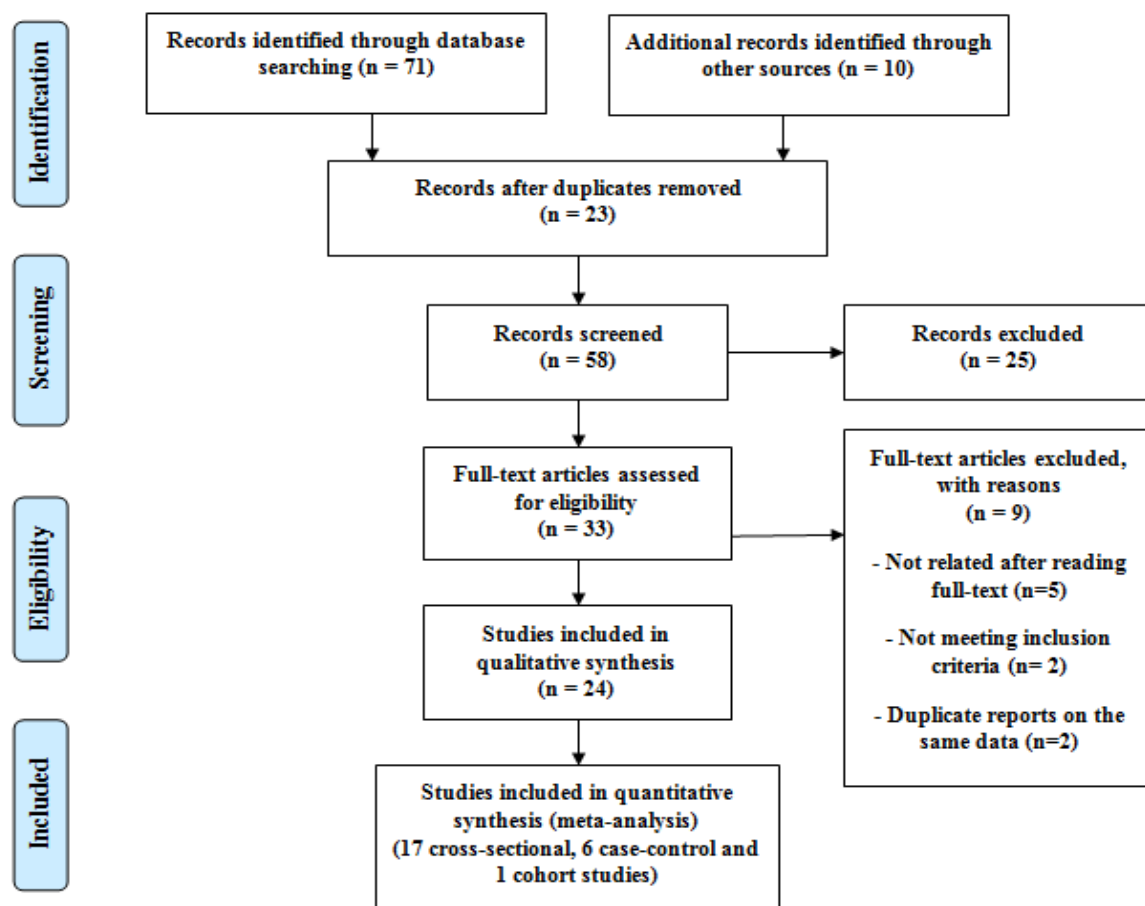 Identification
Records identified through database
searching (n = 71)
Additional records identified through
other sources (n = 10)
Records after duplicates removed
(n = 23)
Screening
Records screened
(n = 58)
Records excluded
(n = 25)
Eligibility
Full-text articles assessed
for eligibility
(n = 33)
Full-text articles excluded,
with reasons
(n = 9)
- Not related after reading
full-text (n=5)
- Not meeting inclusion
criteria (n= 2)
- Duplicate reports on the
same data (n=2)
Studies included in
qualitative synthesis
(n = 24)
Included
Studies included in quantitative
synthesis (meta-analysis)
(17 cross-sectional, 6 case-control and
1 cohort studies)